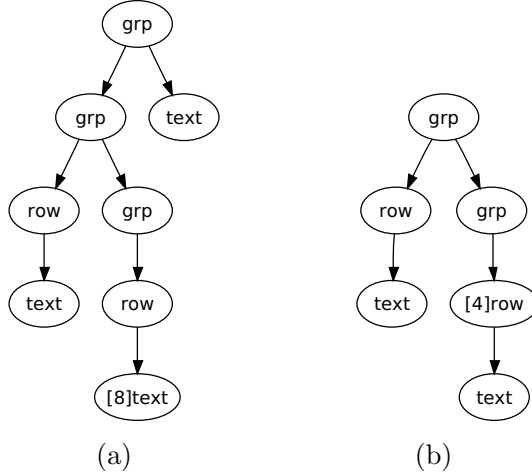 grp
grp text grp
row grp row grp
text row text [4]row
[8]text text
(a) (b)